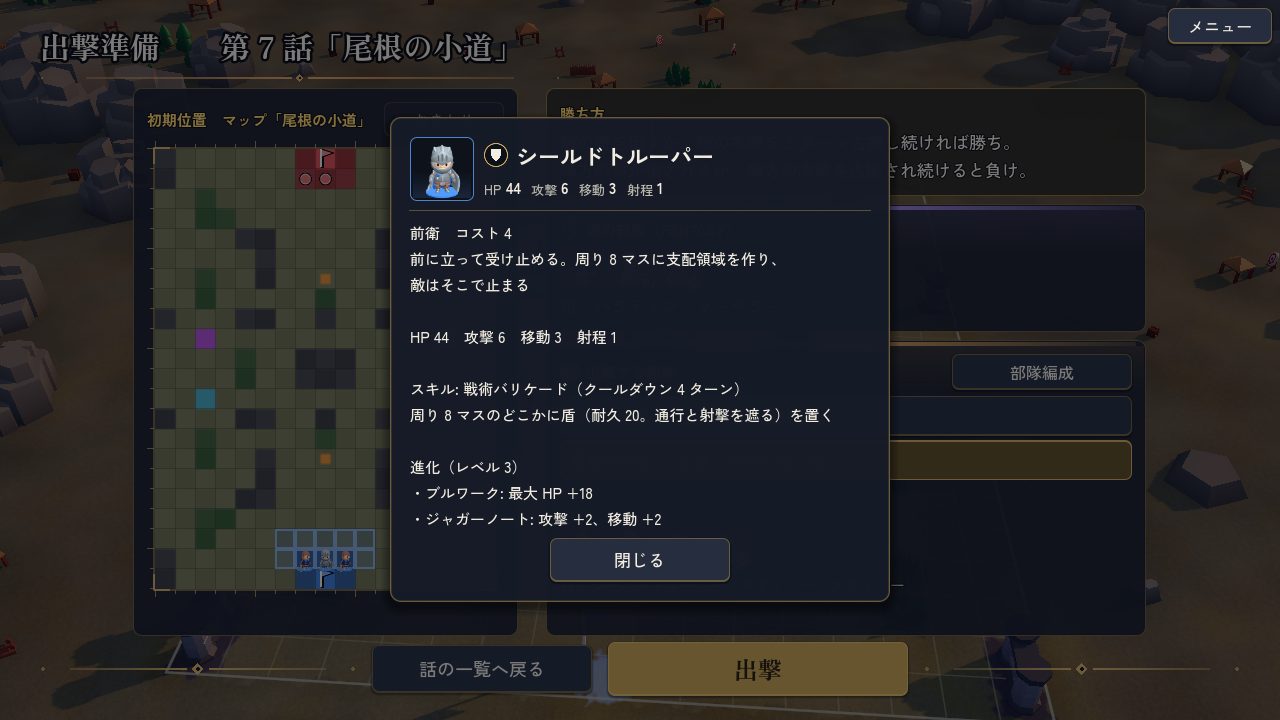 出撃準備　第 7 話「尾根の小道」
メニュー
初期位置　マップ「尾根の小道」
勝ち方
し続ければ勝ち。
され続けると負け。
シールドトルーパー
HP 44 攻撃 6 移動 3 射程 1
前衛　コスト 4
前に立って受け止める。周り 8 マスに支配領域を作り、
敵はそこで止まる
HP 44　攻撃 6　移動 3　射程 1
スキル: 戦術バリケード（クールダウン 4 ターン）
周り 8 マスのどこかに盾（耐久 20。通行と射撃を遮る）を置く
進化（レベル 3）
・ブルワーク: 最大 HP +18
・ジャガーノート: 攻撃 +2、移動 +2
閉じる
部隊編成
話の一覧へ戻る
出撃